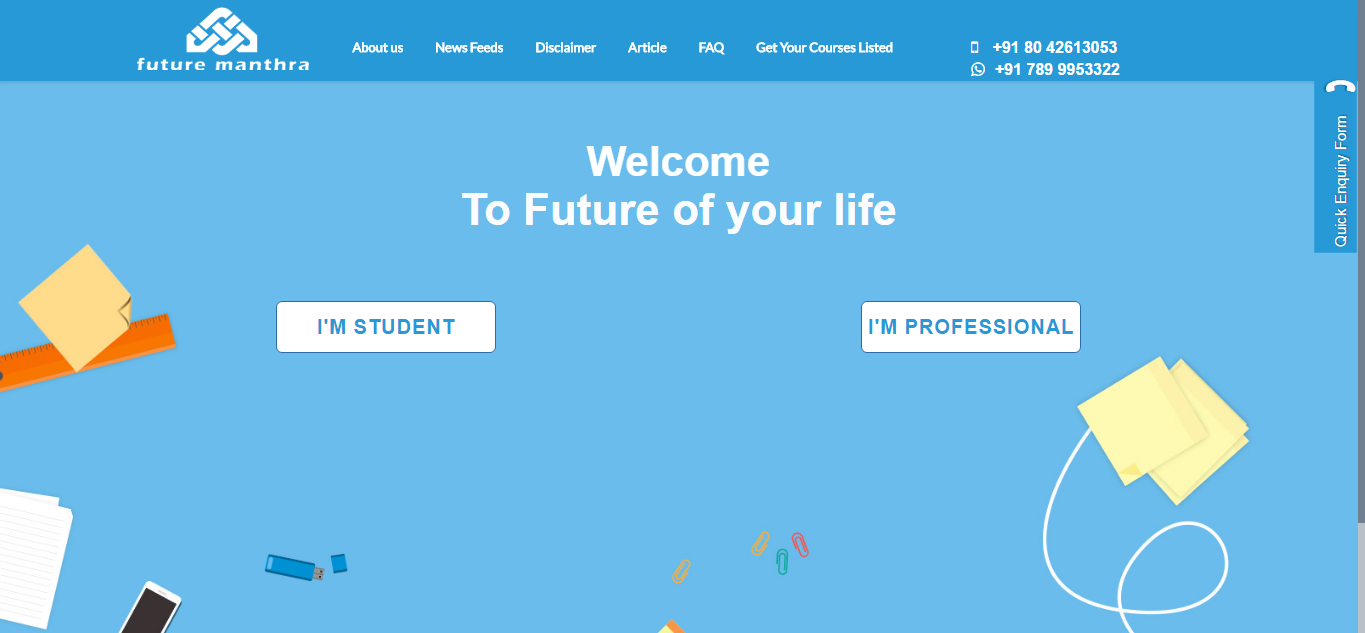 future manthra
About us
News Feeds
Disclaimer
Article
FAQ
Get Your Courses Listed
+91 80 42613053
+91 789 9953322
Quick Enquiry Form
Welcome
To Future of your life
I'M STUDENT
I'M PROFESSIONAL